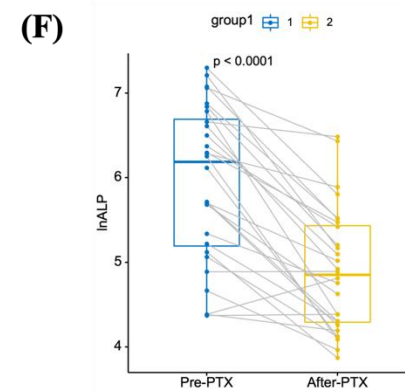 (F)
group1 1 2
p < 0.0001
7
6
lnALP
5
4
Pre-PTX After-PTX